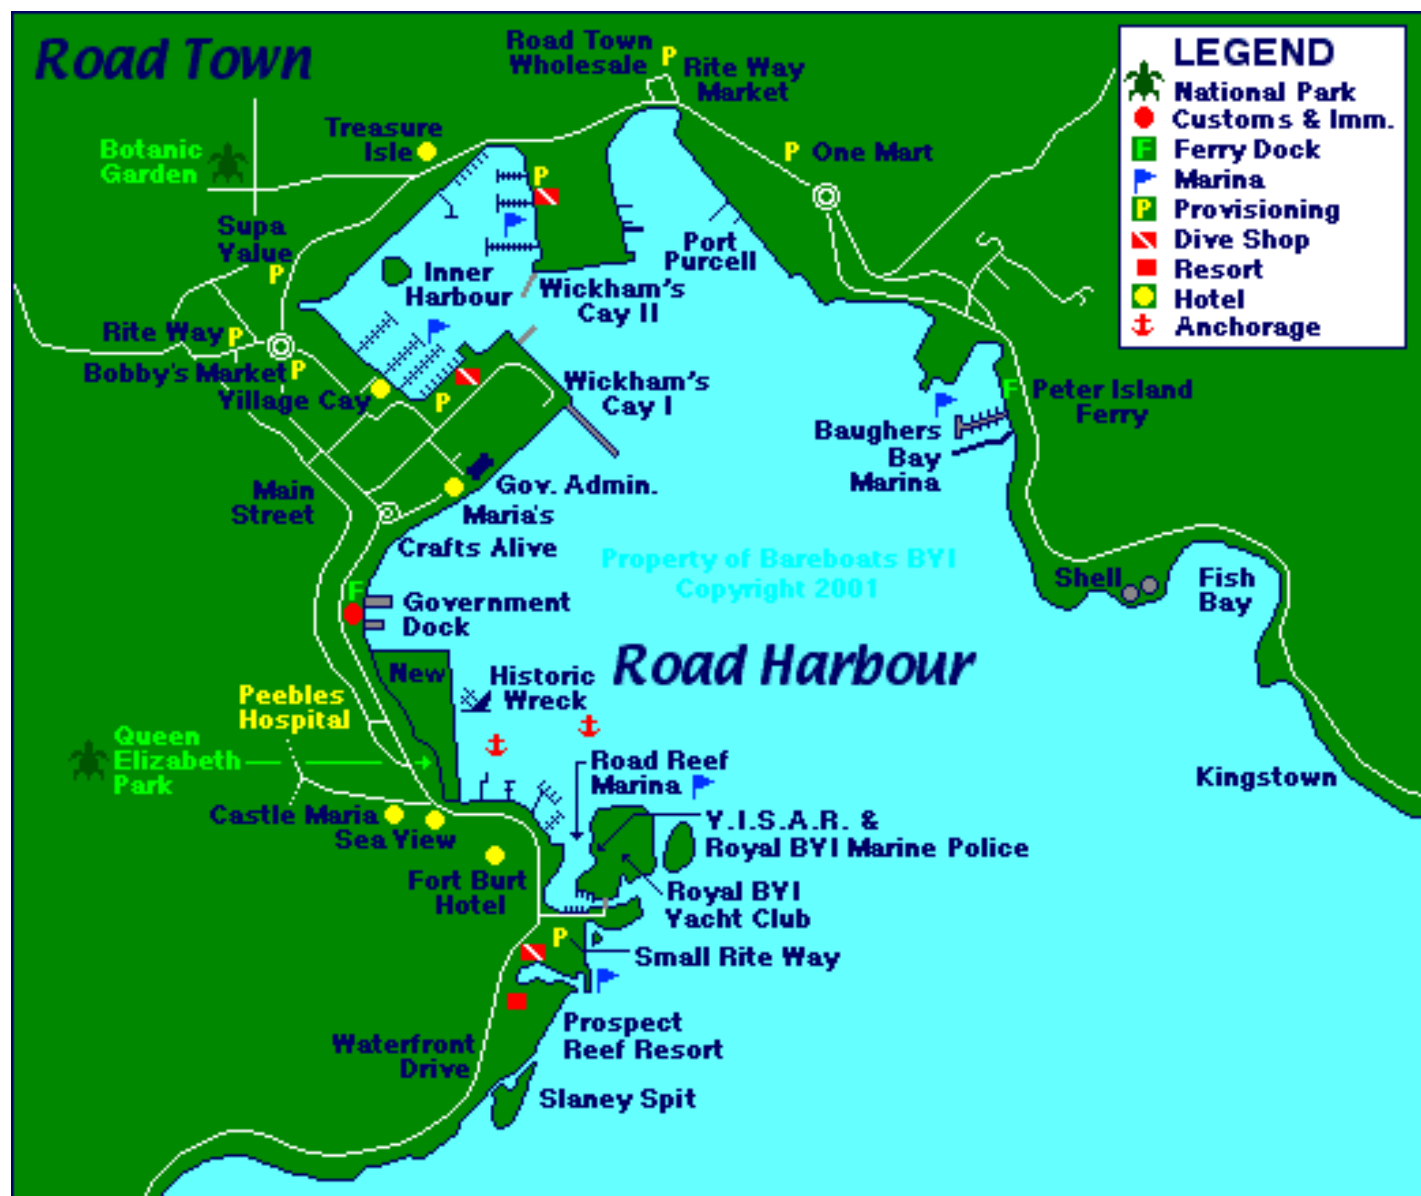 Road Town
Road Town
Wholesale
P
Rite Way
Market
LEGEND
National Park
Customs & Imm.
F Ferry Dock
Marina
P Provisioning
Dive Shop
Resort
Hotel
Anchorage
Treasure
Isle
P One Mart
Botanic
Garden
P
Supa
Value
P
Port
Purcell
Inner
Harbour
Wickham's
Cay II
Rite Way P
Bobby's Market P
Village Cay
P
Wickham's
Cay I
F
Peter Island
Ferry
Baughers
Bay
Marina
Main
Street
Gov. Admin.
Maria's
Crafts Alive
Property of Bareboats BVI
Copyright 2001
Shell
Fish
Bay
F
Government
Dock
Road Harbour
New
Historic
Wreck
Peebles
Hospital
Queen
Elizabeth
Park
Road Reef
Marina
Kingstown
Castle Maria
Sea View
V.I.S.A.R. &
Royal BVI Marine Police
Fort Burt
Hotel
Royal BVI
Yacht Club
P
Small Rite Way
Prospect
Reef Resort
Waterfront
Drive
Slaney Spit